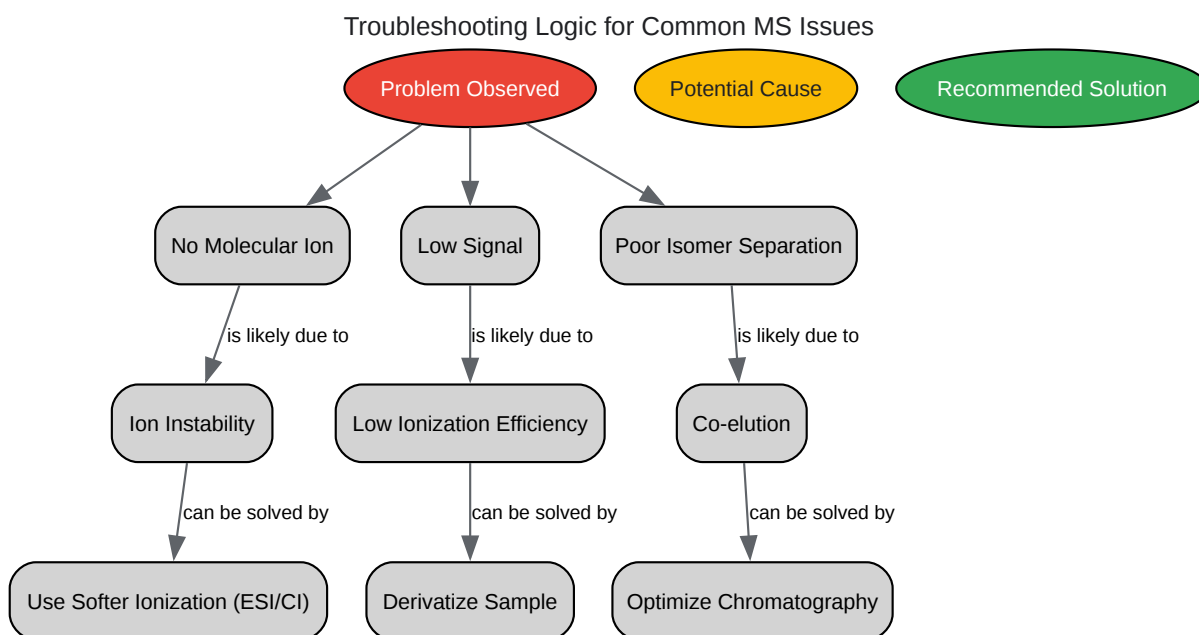 Troubleshooting Logic for Common MS Issues
Problem Observed
Potential Cause
Recommended Solution
No Molecular Ion
Low Signal
Poor Isomer Separation
is likely due to
is likely due to
is likely due to
Ion Instability
Low Ionization Efficiency
Co-elution
can be solved by
can be solved by
can be solved by
Use Softer Ionization (ESI/CI)
Derivatize Sample
Optimize Chromatography